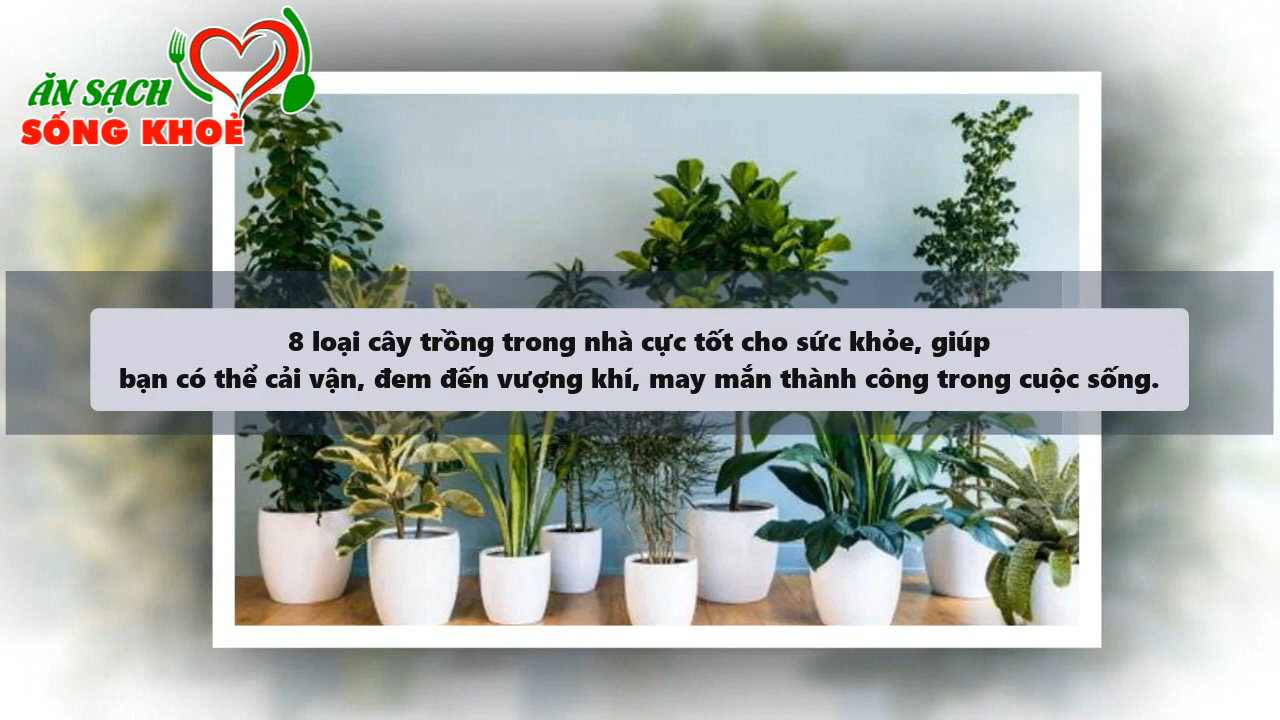 ĂN SẠCH
SỐNG KHOẺ
8 loại cây trồng trong nhà cực tốt cho sức khỏe, giúp
bạn có thể cải vận, đem đến vượng khí, may mắn thành công trong cuộc sống.